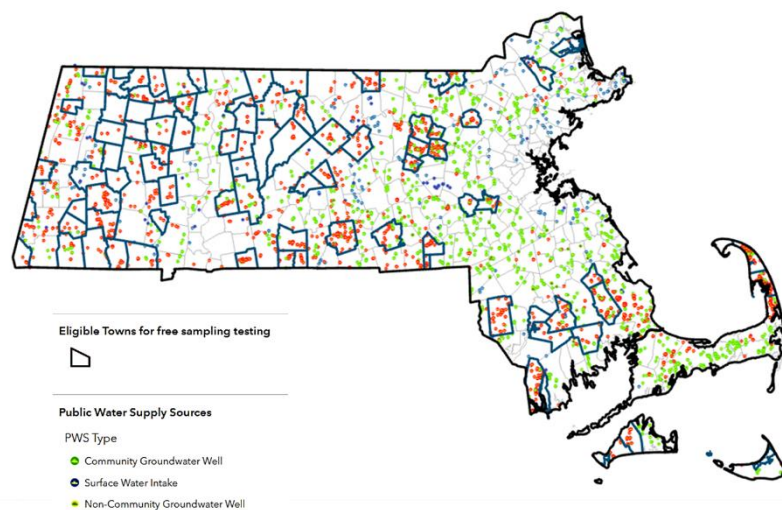 Eligible Towns for free sampling testing
Public Water Supply Sources
PWS Type
Community Groundwater Well
Surface Water Intake
Non-Community Groundwater Well